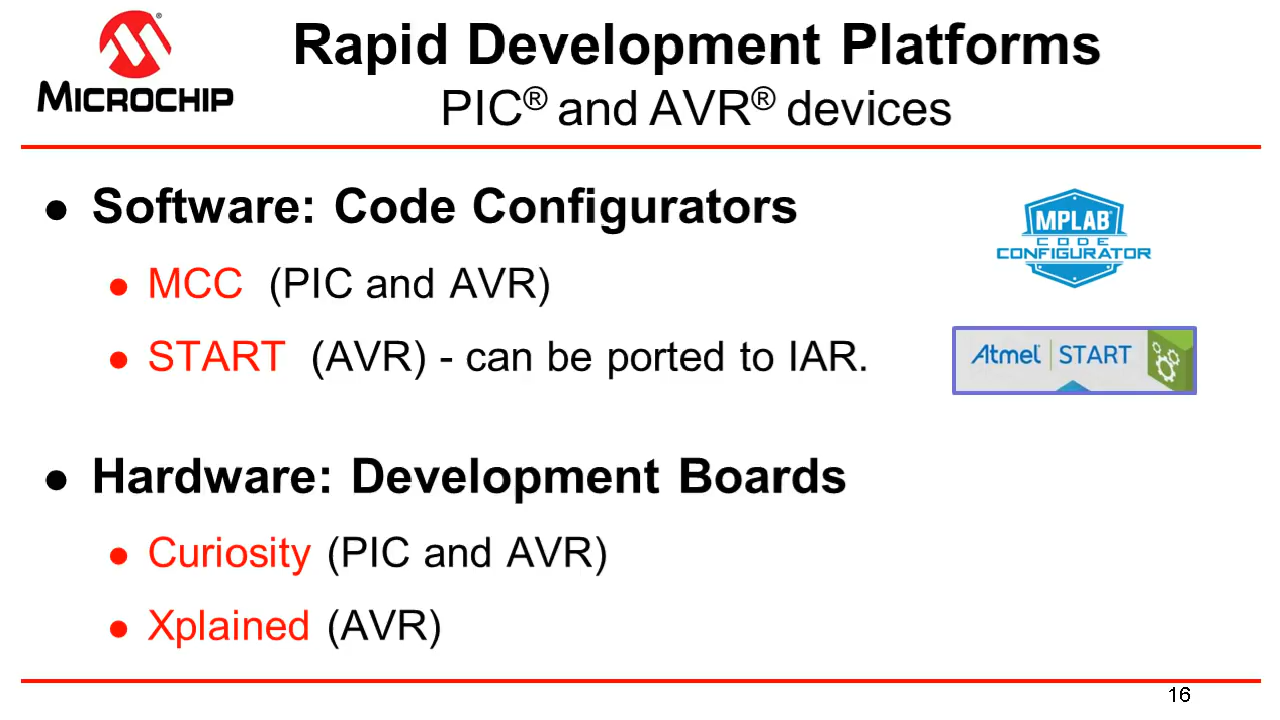 MICROCHIP
Rapid Development Platforms
PIC® and AVR® devices
● Software: Code Configurators
● MCC (PIC and AVR)
● START (AVR) - can be ported to IAR.
MPLAB®
CODE
CONFIGURATOR
Atmel | START
● Hardware: Development Boards
● Curiosity (PIC and AVR)
● Xplained (AVR)
16